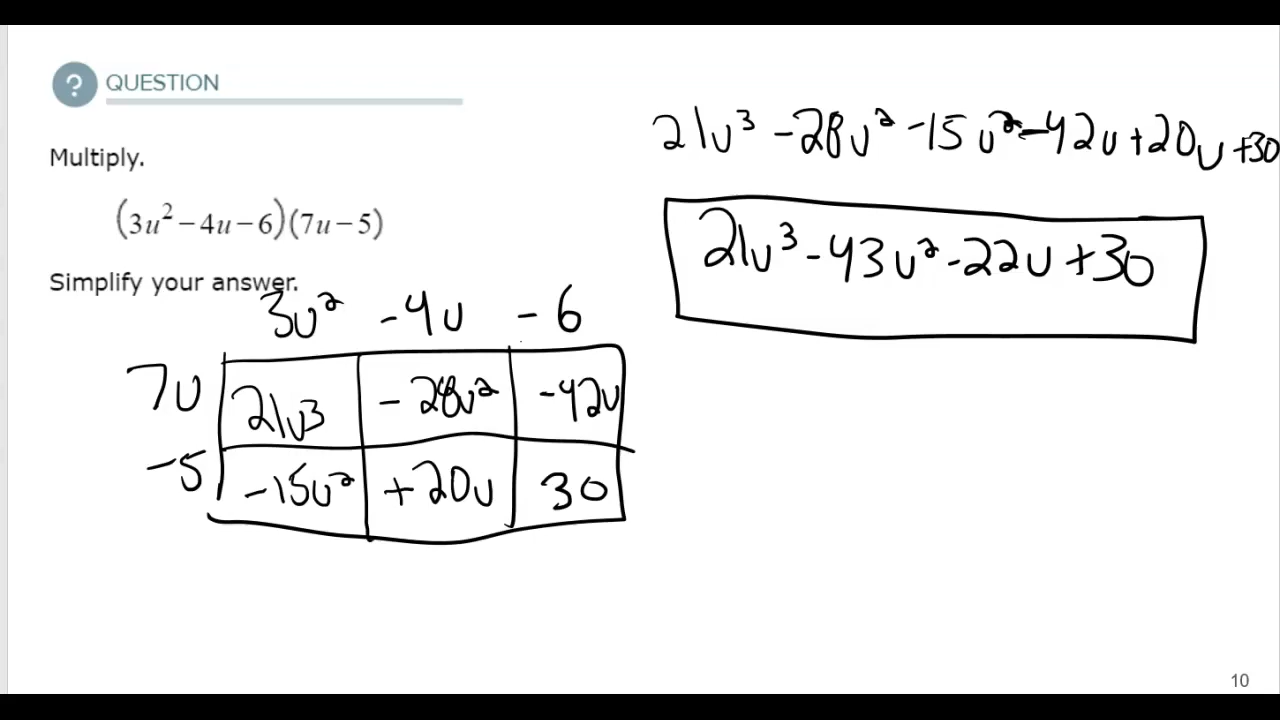 ? QUESTION
Multiply.
(3u² − 4u − 6)(7u − 5)
Simplify your answer.
3u² - 4u - 6
7u 21u³ - 28u² - 42u
-5 - 15u² + 20u 30
21u³ - 28u² - 15u² - 42u + 20u + 30
21u³ - 43u² - 22u + 30
10